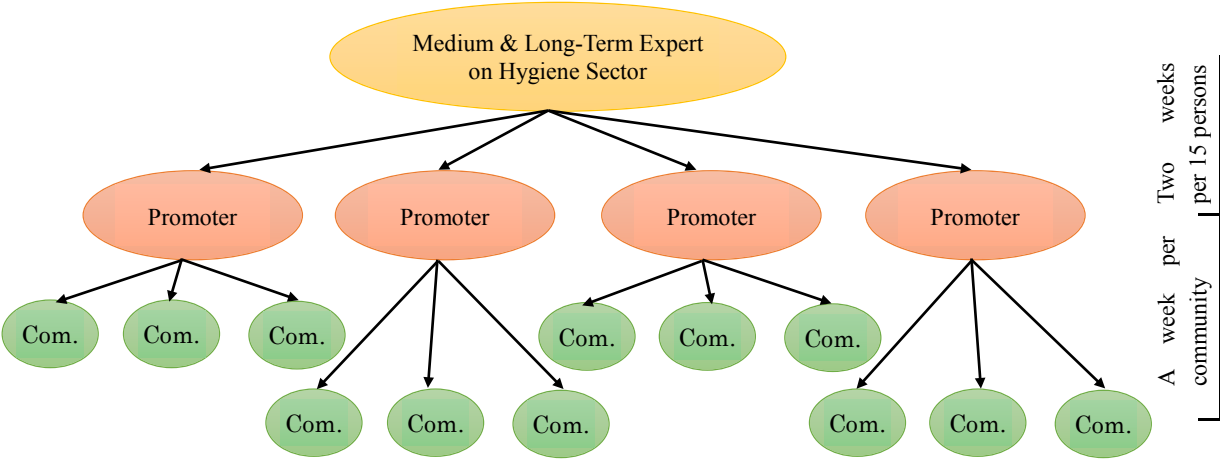 Medium & Long-Term Expert
on Hygiene Sector
Promoter
Promoter
Promoter
Promoter
Com.
Com.
Com.
Com.
Com.
Com.
Com.
Com.
Com.
Com.
Com.
Com.
Two weeks
per 15 persons
A week per
community